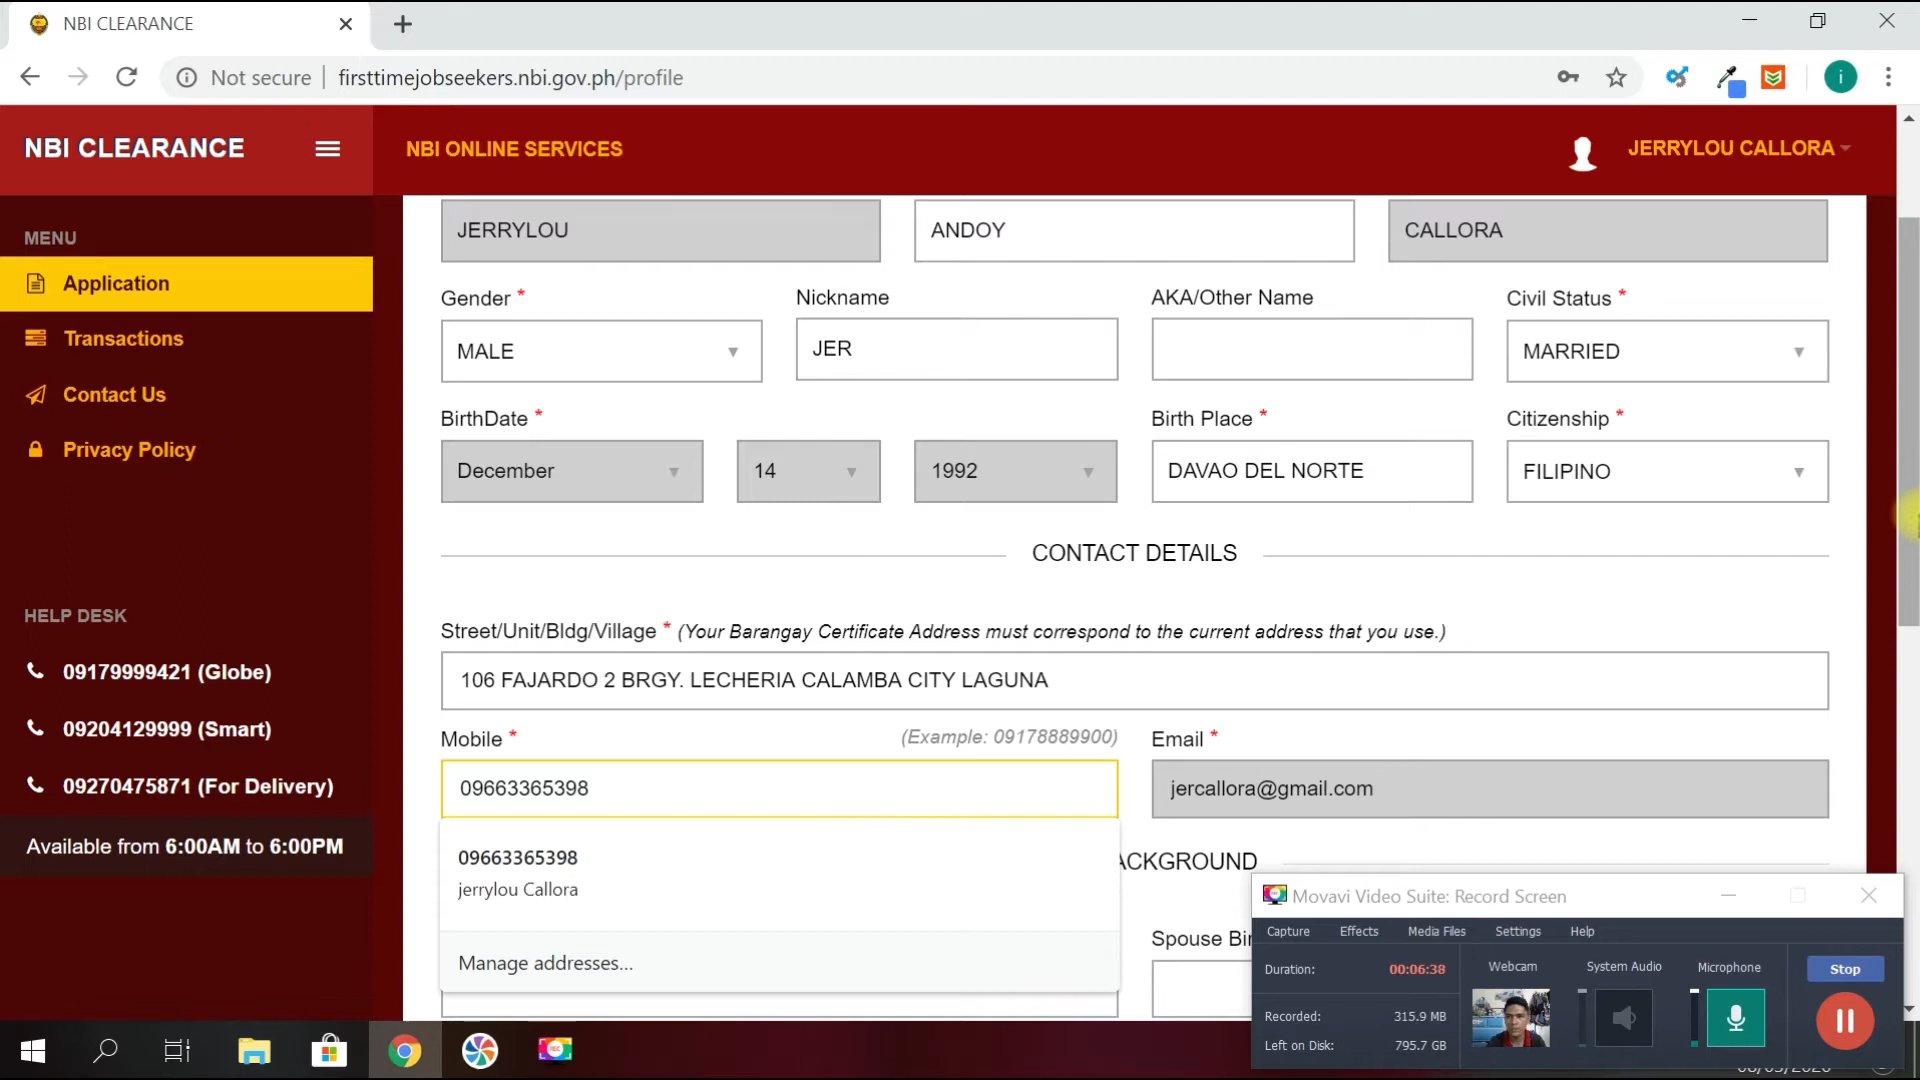 NBI CLEARANCE
Not secure | firsttimejobseekers.nbi.gov.ph/profile
i
NBI CLEARANCE
NBI ONLINE SERVICES
JERRYLOU CALLORA
MENU
Application
Transactions
Contact Us
Privacy Policy
HELP DESK
09179999421 (Globe)
09204129999 (Smart)
09270475871 (For Delivery)
Available from 6:00AM to 6:00PM
JERRYLOU ANDOY CALLORA
Gender * Nickname AKA/Other Name Civil Status *
MALE JER MARRIED
BirthDate * Birth Place * Citizenship *
December 14 1992 DAVAO DEL NORTE FILIPINO
CONTACT DETAILS
Street/Unit/Bldg/Village * (Your Barangay Certificate Address must correspond to the current address that you use.)
106 FAJARDO 2 BRGY. LECHERIA CALAMBA CITY LAGUNA
Mobile * (Example: 09178889900) Email *
09663365398 jercallora@gmail.com
09663365398
jerrylou Callora
Manage addresses...
ACKGROUND
Spouse Bir
Movavi Video Suite: Record Screen
Capture Effects Media Files Settings Help
Duration: 00:06:38
Webcam System Audio Microphone
Stop
Recorded: 315.9 MB
Left on Disk: 795.7 GB